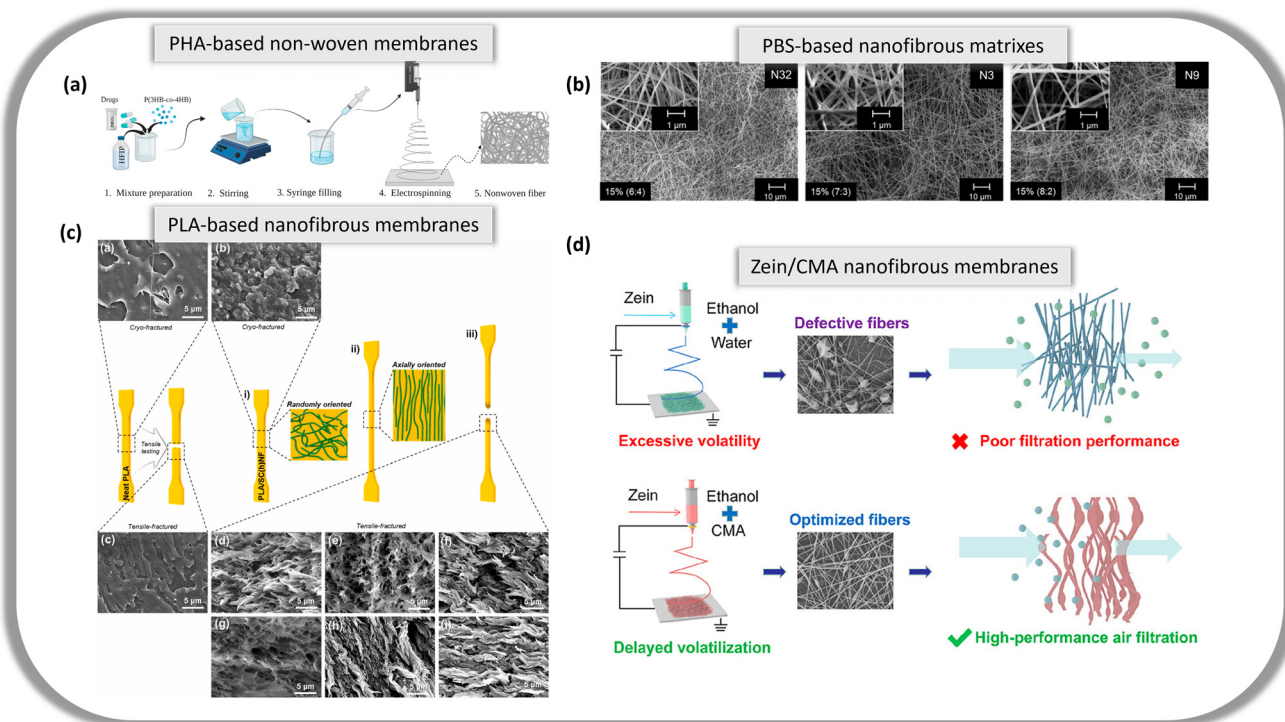 PHA-based non-woven membranes
(a)
Drugs
P(3HB-co-4HB)
HFIP
1. Mixture preparation
2. Stirring
3. Syringe filling
4. Electrospinning
5. Nonwoven fiber
PBS-based nanofibrous matrixes
(b)
N32
1 µm
15% (6:4)
10 µm
N3
1 µm
15% (7:3)
10 µm
N9
1 µm
15% (8:2)
10 µm
PLA-based nanofibrous membranes
(c)
(a)
5 µm
Cryo-fractured
(b)
5 µm
Cryo-fractured
Neat PLA
Tensile
testing
i)
PLA/SC(h)NF
Randomly oriented
ii)
Axially oriented
iii)
Tensile-fractured
Tensile-fractured
(c)
5 µm
(d)
5 µm
(e)
5 µm
(f)
5 µm
(g)
5 µm
(h)
5 µm
(i)
5 µm
(d)
Zein/CMA nanofibrous membranes
Zein
Ethanol
Water
Excessive volatility
Defective fibers
Poor filtration performance
Zein
Ethanol
CMA
Delayed volatilization
Optimized fibers
High-performance air filtration